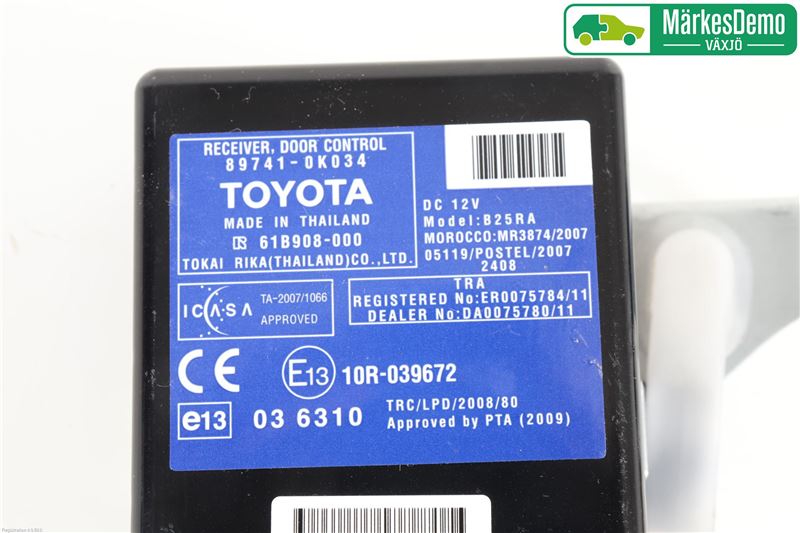 MärkesDemo
VÄXJÖ
RECEIVER, DOOR CONTROL
89741-0K034
TOYOTA
MADE IN THAILAND
61B908-000
TOKAI RIKA(THAILAND)CO.,LTD.
DC 12V
Model:B25RA
MOROCCO:MR3874/2007
05119/POSTEL/2007
2408
TRA
REGISTERED No:ER0075784/11
DEALER No:DA0075780/11
ICASA
TA-2007/1066
APPROVED
CE
E13 10R-039672
e13 03 6310
TRC/LPD/2008/80
Approved by PTA (2009)